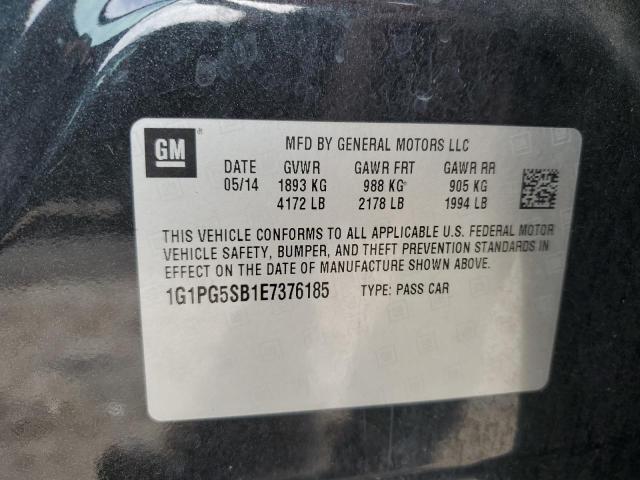 GM® MFD BY GENERAL MOTORS LLC
DATE GVWR GAWR FRT GAWR RR
05/14 1893 KG 988 KG 905 KG
4172 LB 2178 LB 1994 LB
THIS VEHICLE CONFORMS TO ALL APPLICABLE U.S. FEDERAL MOTOR
VEHICLE SAFETY, BUMPER, AND THEFT PREVENTION STANDARDS IN
EFFECT ON THE DATE OF MANUFACTURE SHOWN ABOVE.
1G1PG5SB1E7376185 TYPE: PASS CAR